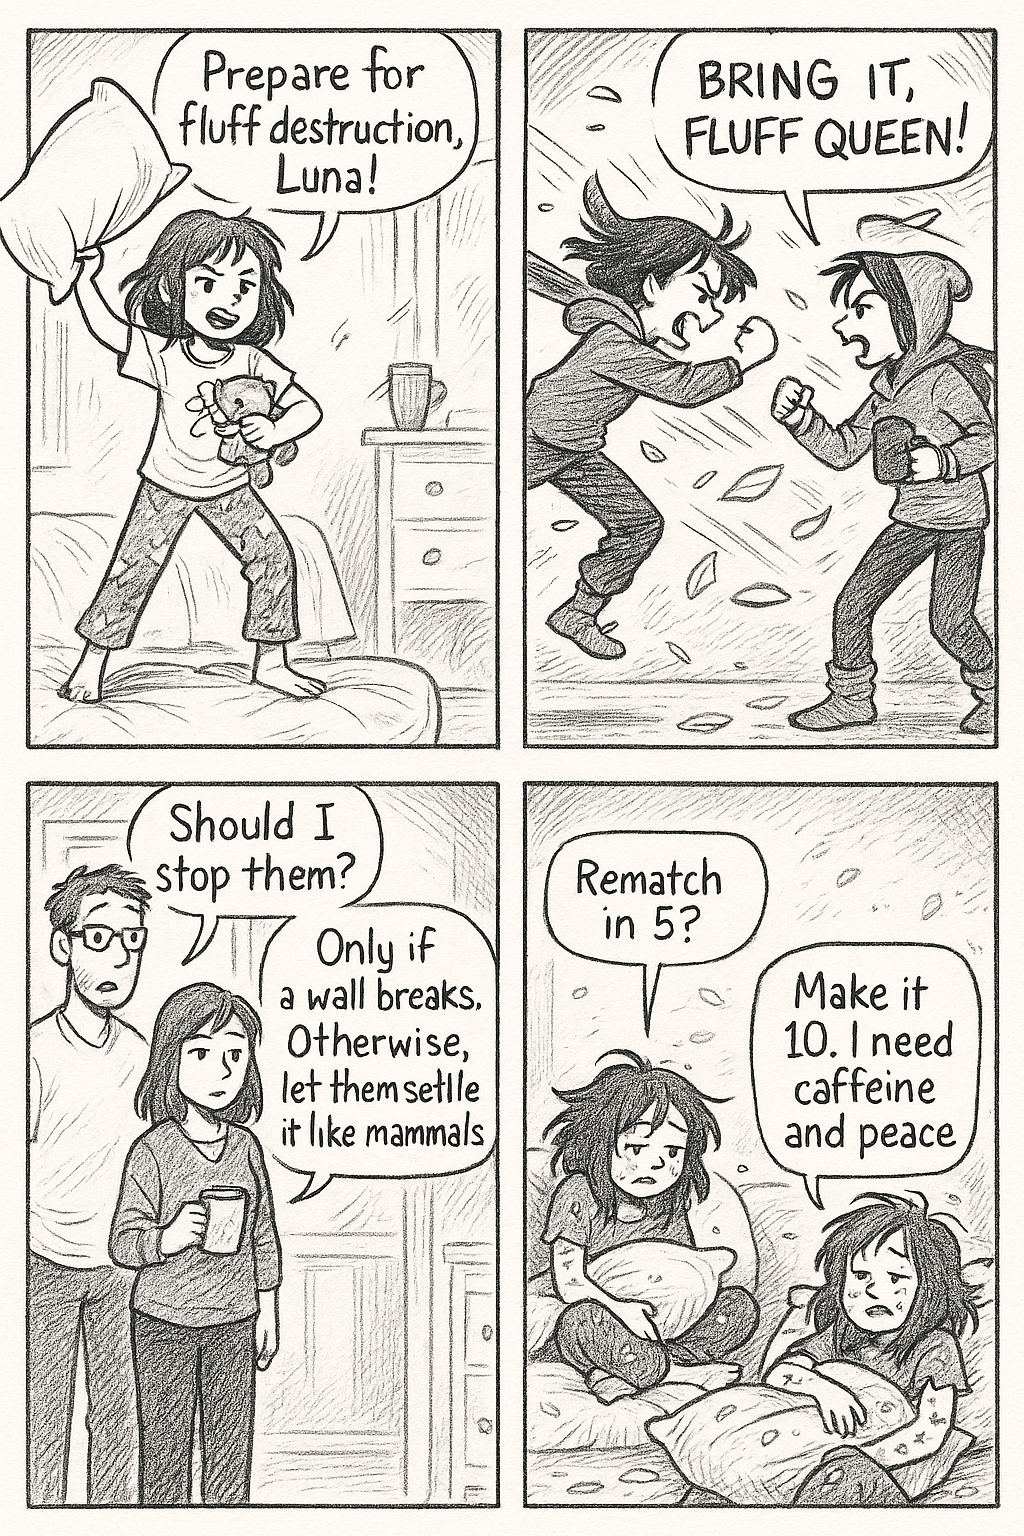 Prepare for
fluff destruction,
Luna!
BRING IT,
FLUFF QUEEN!
Should I
stop them?
Only if
a wall breaks.
Otherwise,
let them setlle
it like mammals
Rematch
in 5?
Make it
10. I need
caffeine
and peace